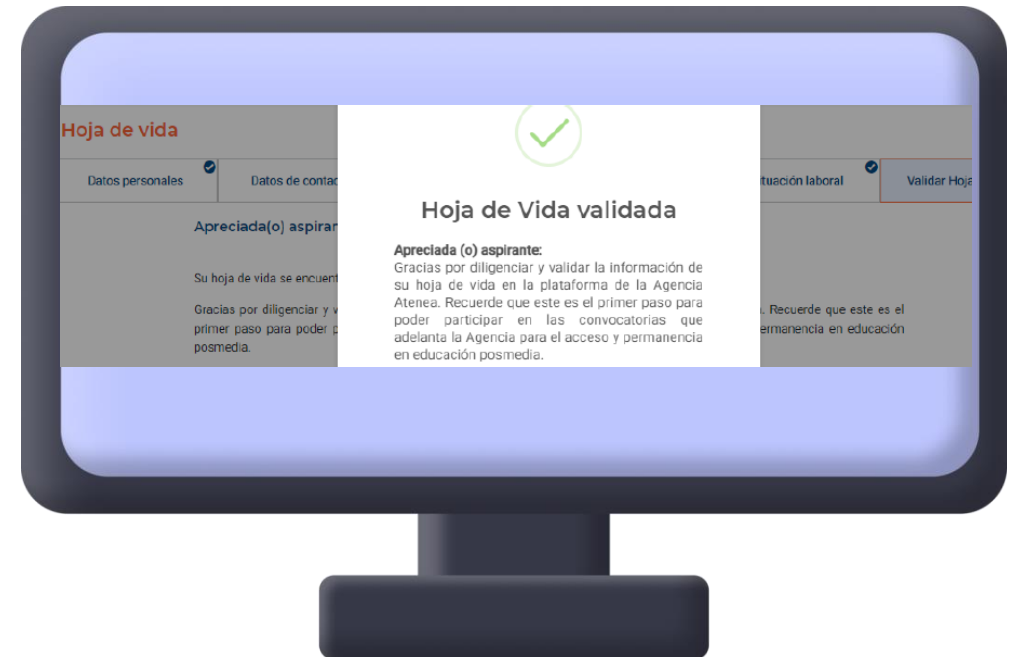 Hoja de vida
Datos personales
Datos de contac
ituación laboral
Validar Hoja
Apreciada(o) aspiran
Su hoja de vida se encuent
Gracias por diligenciar y v
primer paso para poder p
posmedia.
Hoja de Vida validada
Apreciada (o) aspirante:
Gracias por diligenciar y validar la información de
su hoja de vida en la plataforma de la Agencia
Atenea. Recuerde que este es el primer paso para
poder participar en las convocatorias que
adelanta la Agencia para el acceso y permanencia
en educación posmedia.
. Recuerde que este es el
ermanencia en educación